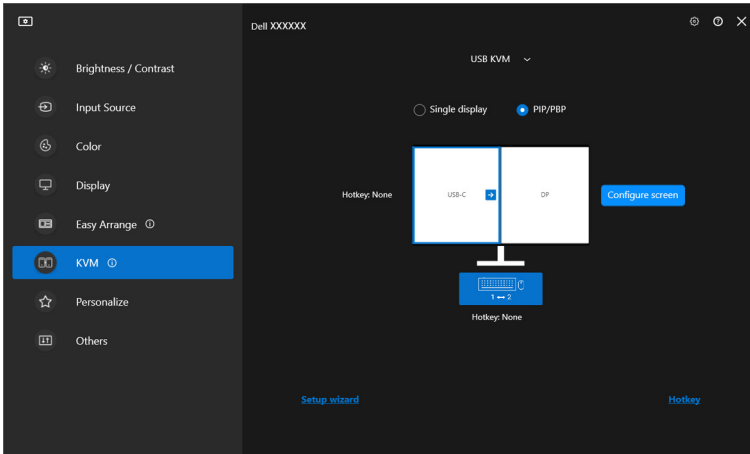 Dell XXXXXX
Brightness / Contrast
Input Source
Color
Display
Easy Arrange
KVM
Personalize
Others
USB KVM
Single display
PIP/PBP
Hotkey: None
USB-C
DP
Configure screen
1 ↔ 2
Hotkey: None
Setup wizard
Hotkey